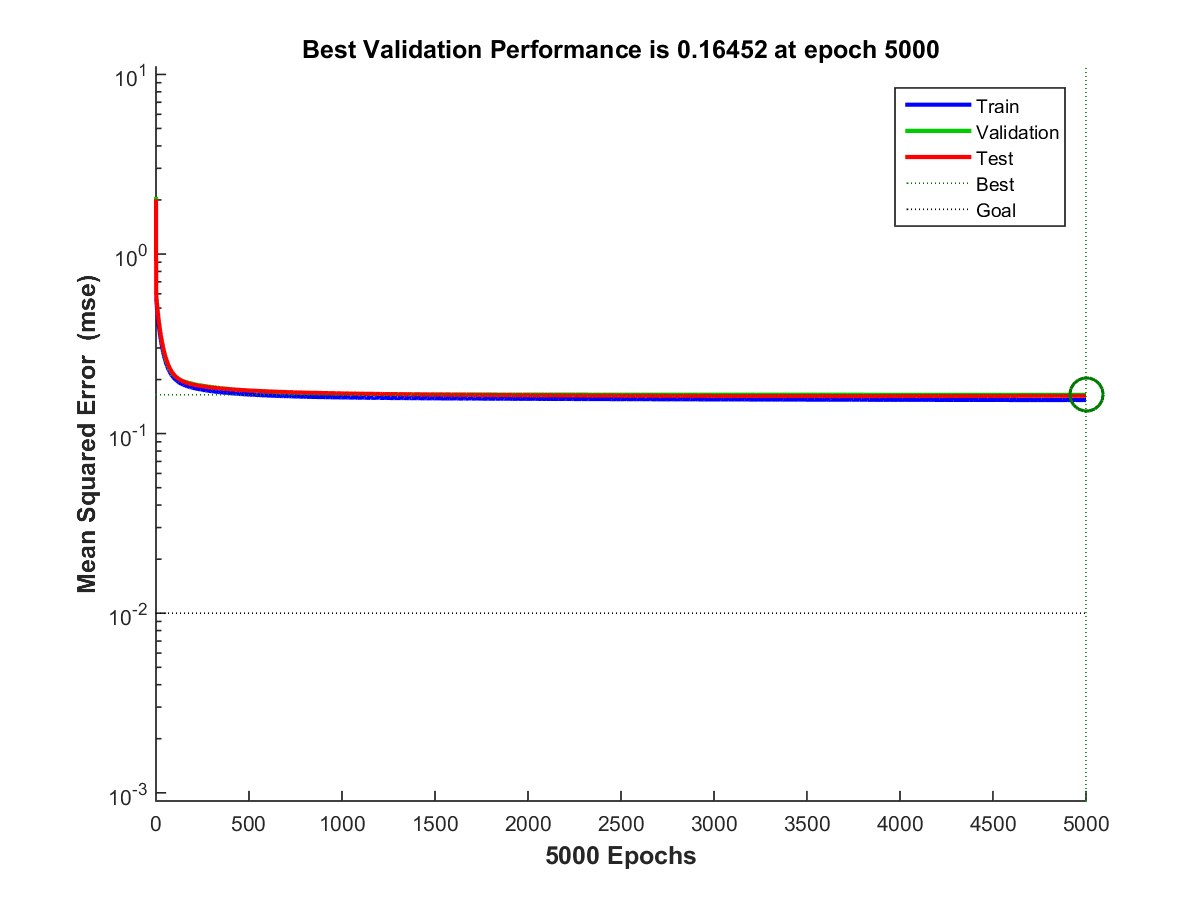 Best Validation Performance is 0.16452 at epoch 5000
Mean Squared Error (mse)
10^1
10^0
10^-1
10^-2
10^-3
Train
Validation
Test
Best
Goal
0 500 1000 1500 2000 2500 3000 3500 4000 4500 5000
5000 Epochs